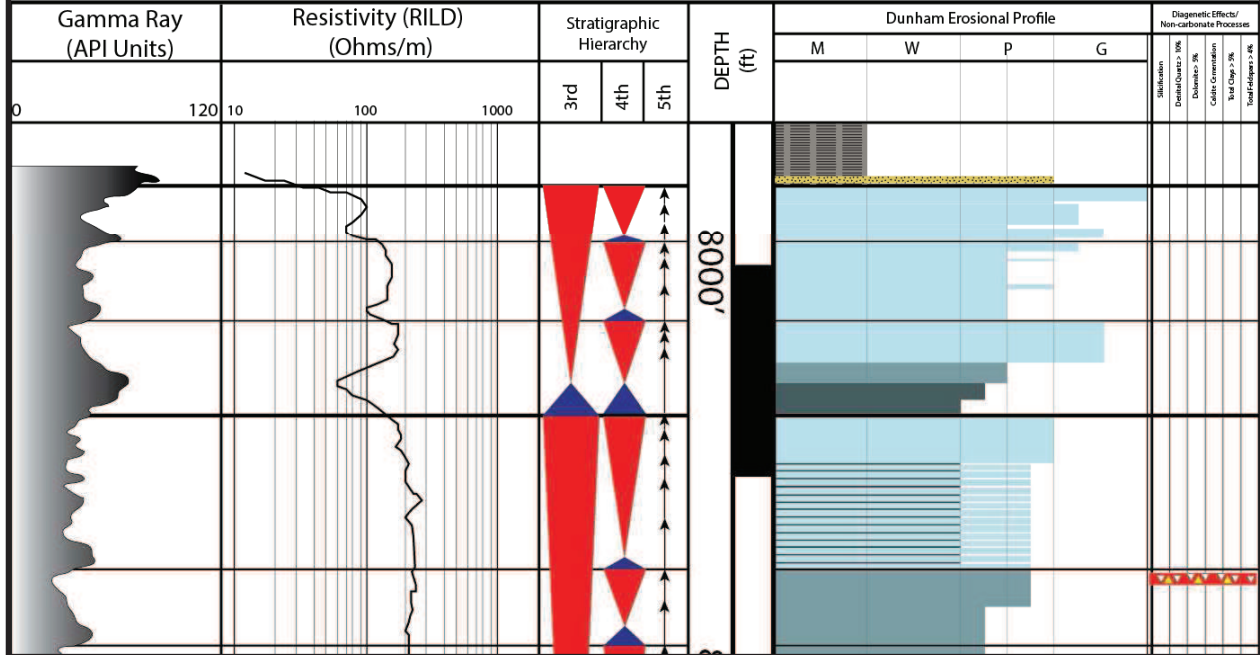 Gamma Ray
(API Units)
Resistivity (RILD)
(Ohms/m)
Stratigraphic
Hierarchy
DEPTH
(ft)
Dunham Erosional Profile
Diagenetic Effects/
Non-carbonate Processes
3rd
4th
5th
M
W
P
G
Silicification
Detrital Quartz > 10%
Dolomite > 5%
Calcite Cementation
Total Clays > 5%
Total Feldspars > 4%
0
120
10
100
1000
8000'